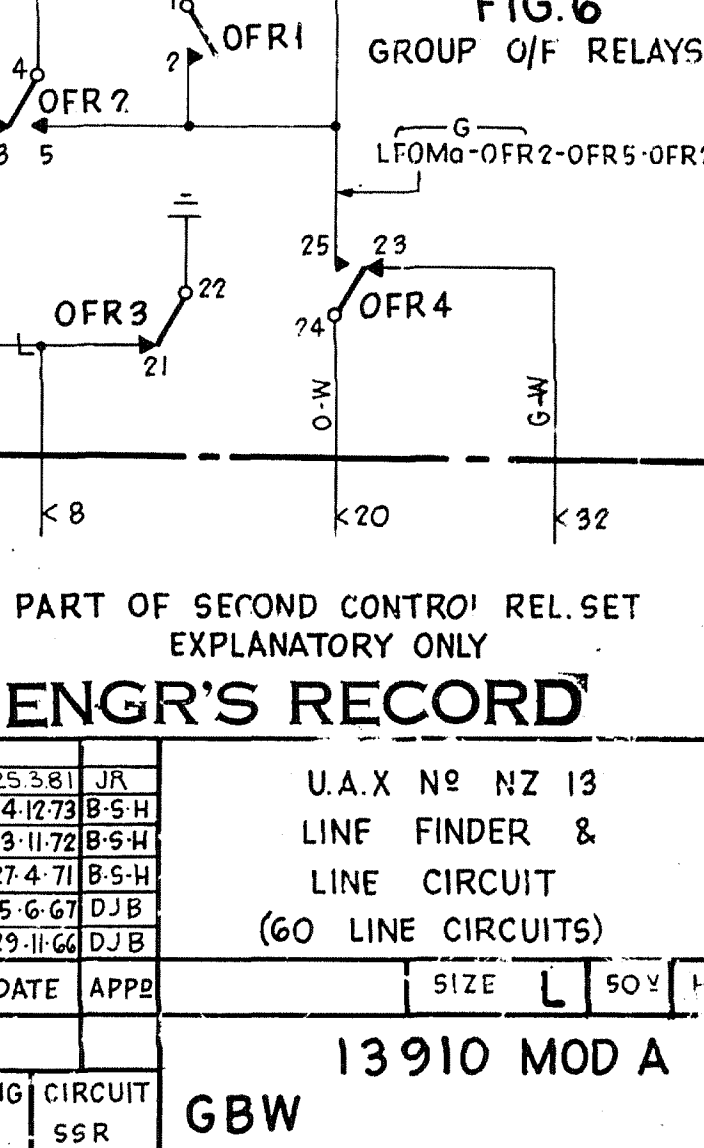 FIG.6
GROUP O/F RELAYS
1
OFR1
2
4
OFR2
3 5
G
LFOMa-OFR2-OFR5-OFR
25 23
OFR4
24
22
OFR3
21
L
O-W
G-W
<8
<20
<32
PART OF SECOND CONTROL REL. SET
EXPLANATORY ONLY
ENGR'S RECORD
25.3.81 JR
4.12.73 B.S.H
3.11.72 B.S.H
27.4.71 B.S.H
5.6.67 DJB
29.11.66 DJB
DATE APPD
U.A.X Nº NZ 13
LINE FINDER &
LINE CIRCUIT
(60 LINE CIRCUITS)
SIZE L 50V
13910 MOD A
CIRCUIT
SSR
GBW